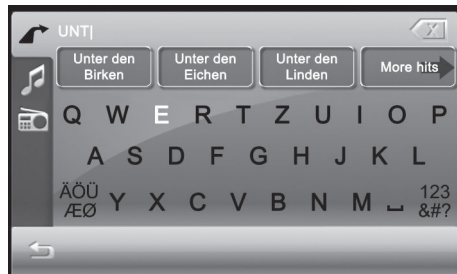 UNT
Unter den Birken
Unter den Eichen
Unter den Linden
More hits
Q W E R T Z U I O P
A S D F G H J K L
ÄÖÜ ÆØ Y X C V B N M 123 &#?